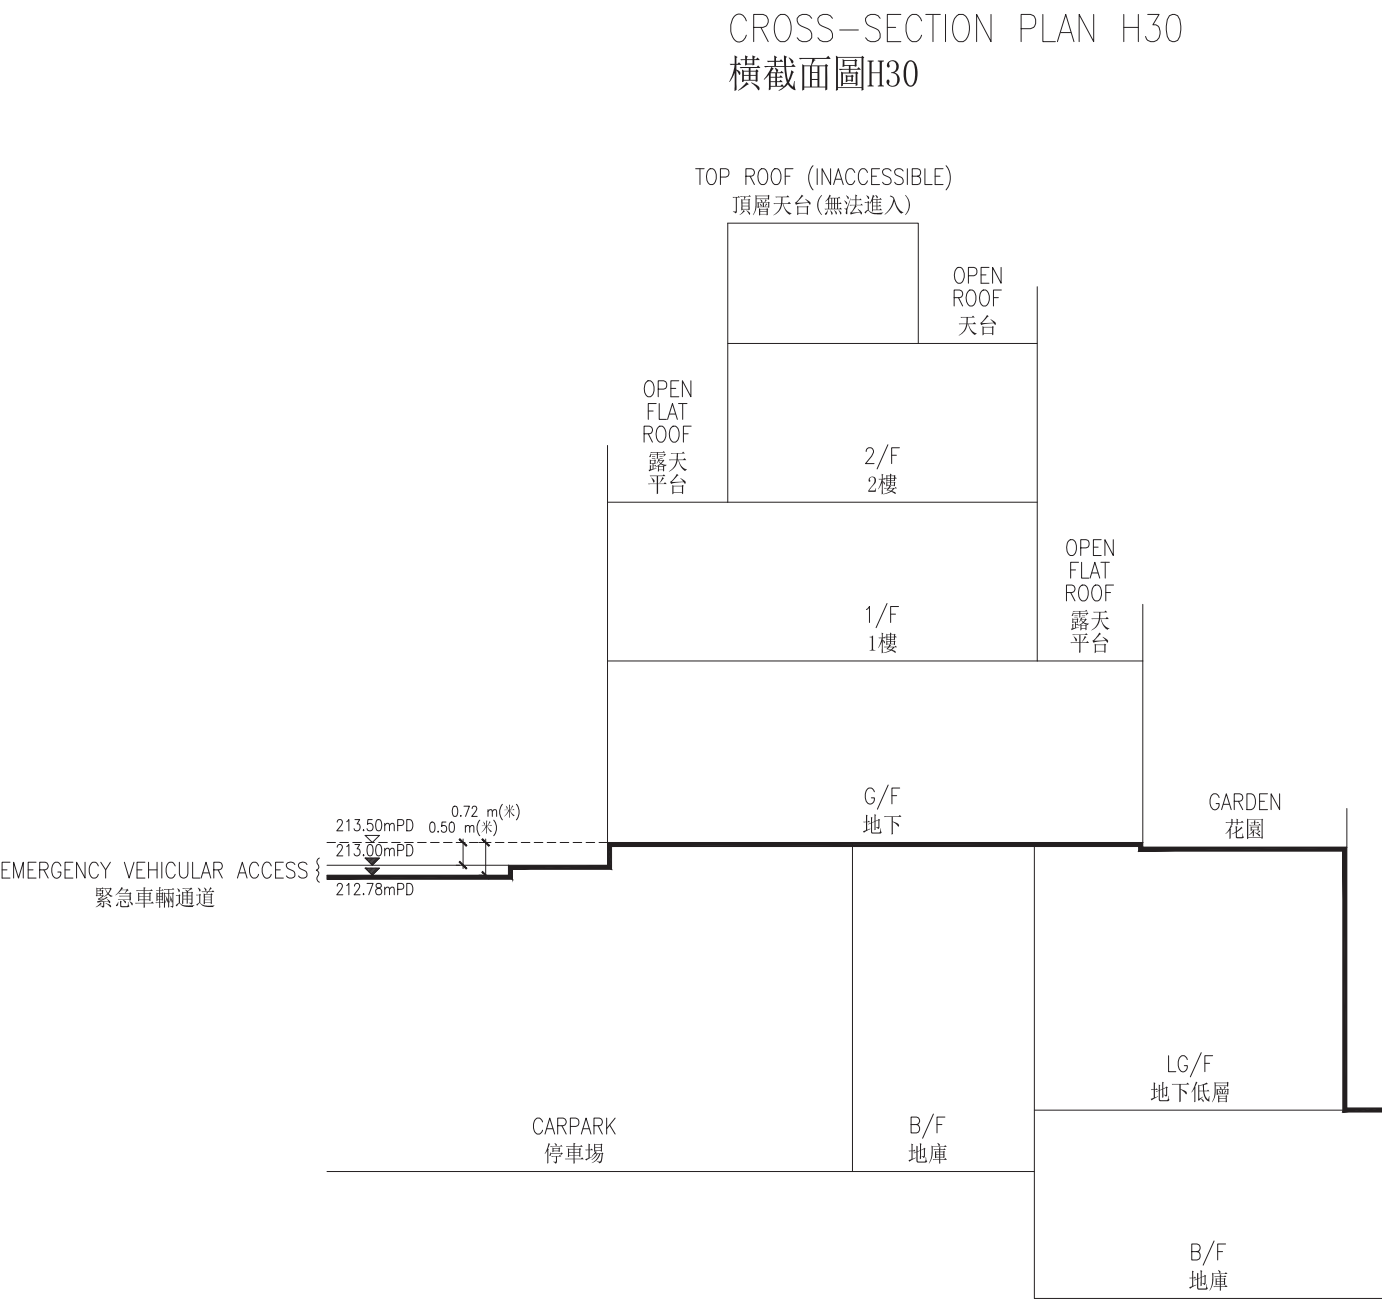 CROSS-SECTION PLAN H30
橫截面圖H30
TOP ROOF (INACCESSIBLE)
頂層天台(無法進入)
OPEN
ROOF
天台
OPEN
FLAT
ROOF
露天
平台
2/F
2樓
OPEN
FLAT
ROOF
露天
平台
1/F
1樓
G/F
地下
GARDEN
花園
0.72 m(米)
213.50mPD
0.50 m(米)
213.00mPD
EMERGENCY VEHICULAR ACCESS
緊急車輛通道
212.78mPD
LG/F
地下低層
CARPARK
停車場
B/F
地庫
B/F
地庫